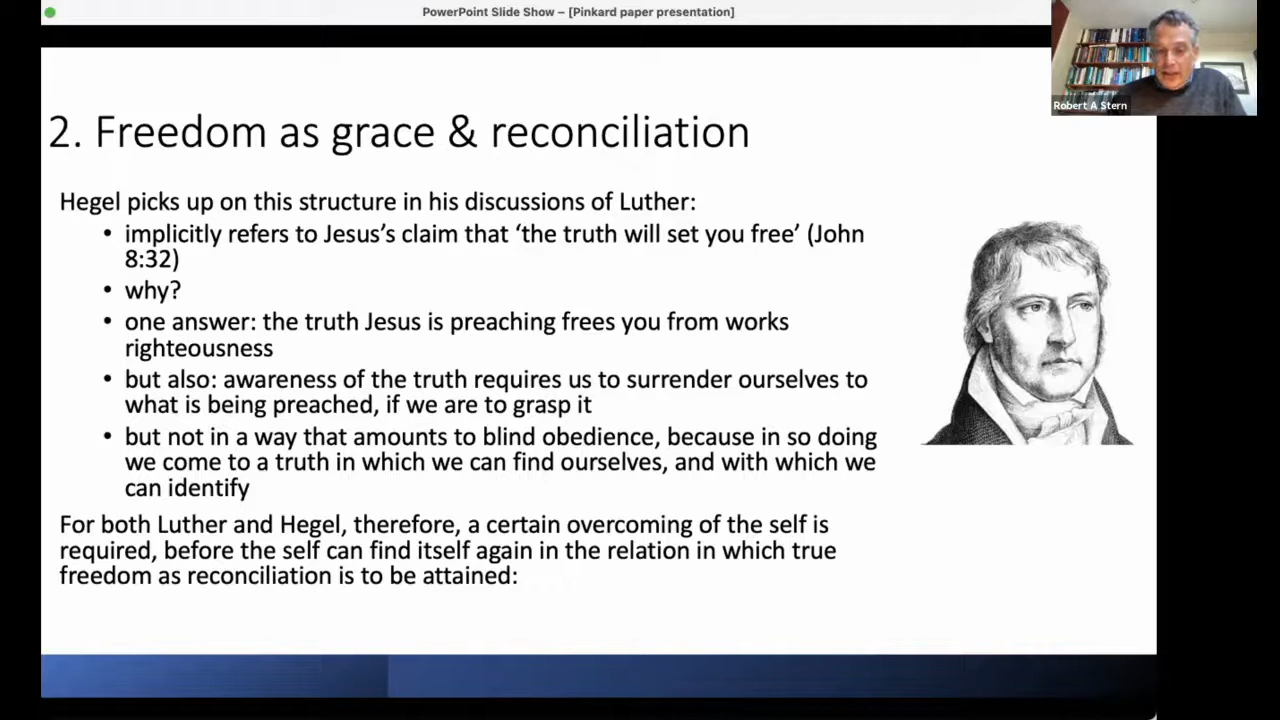 PowerPoint Slide Show – [Pinkard paper presentation]
Robert A Stern
2. Freedom as grace & reconciliation
Hegel picks up on this structure in his discussions of Luther:
• implicitly refers to Jesus’s claim that ‘the truth will set you free’ (John
8:32)
• why?
• one answer: the truth Jesus is preaching frees you from works
righteousness
• but also: awareness of the truth requires us to surrender ourselves to
what is being preached, if we are to grasp it
• but not in a way that amounts to blind obedience, because in so doing
we come to a truth in which we can find ourselves, and with which we
can identify
For both Luther and Hegel, therefore, a certain overcoming of the self is
required, before the self can find itself again in the relation in which true
freedom as reconciliation is to be attained: